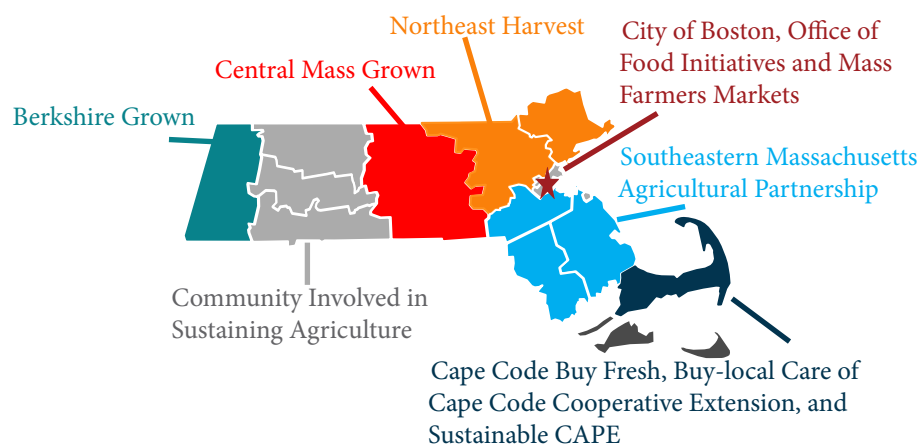 Northeast Harvest
City of Boston, Office of
Food Initiatives and Mass
Farmers Markets
Central Mass Grown
Berkshire Grown
Southeastern Massachusetts
Agricultural Partnership
Community Involved in
Sustaining Agriculture
Cape Code Buy Fresh, Buy-local Care of
Cape Code Cooperative Extension, and
Sustainable CAPE